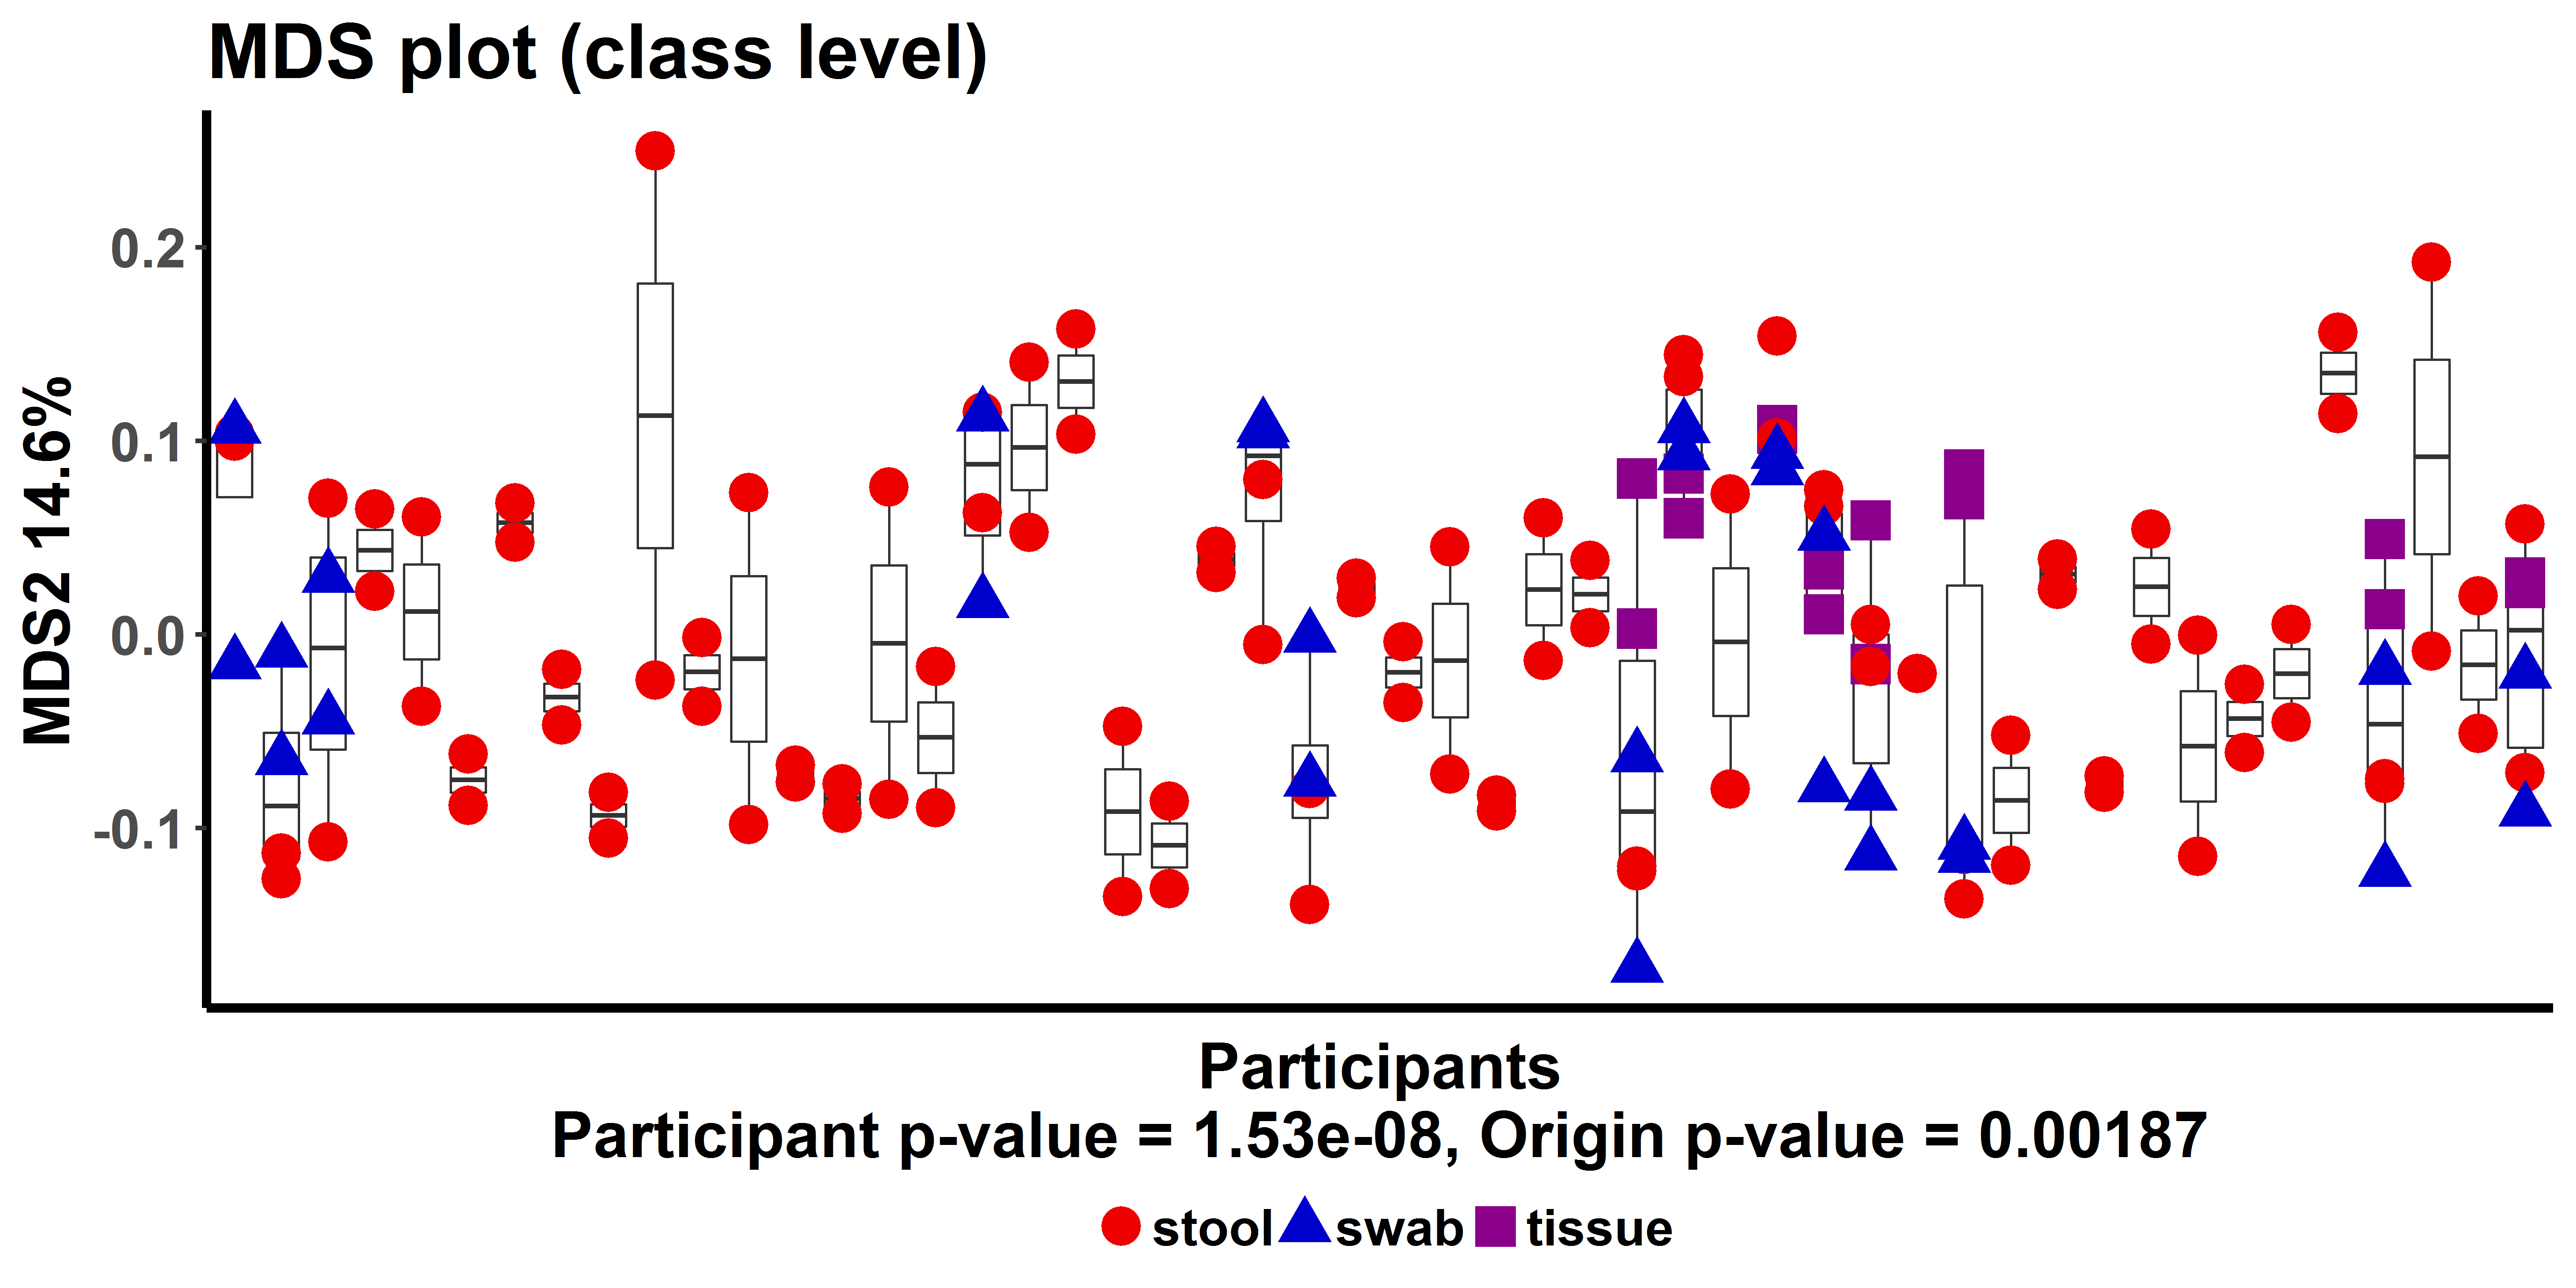 MDS plot (class level)
MDS2 14.6%
0.2
0.1
0.0
-0.1
Participants
Participant p-value = 1.53e-08, Origin p-value = 0.00187
stool swab tissue